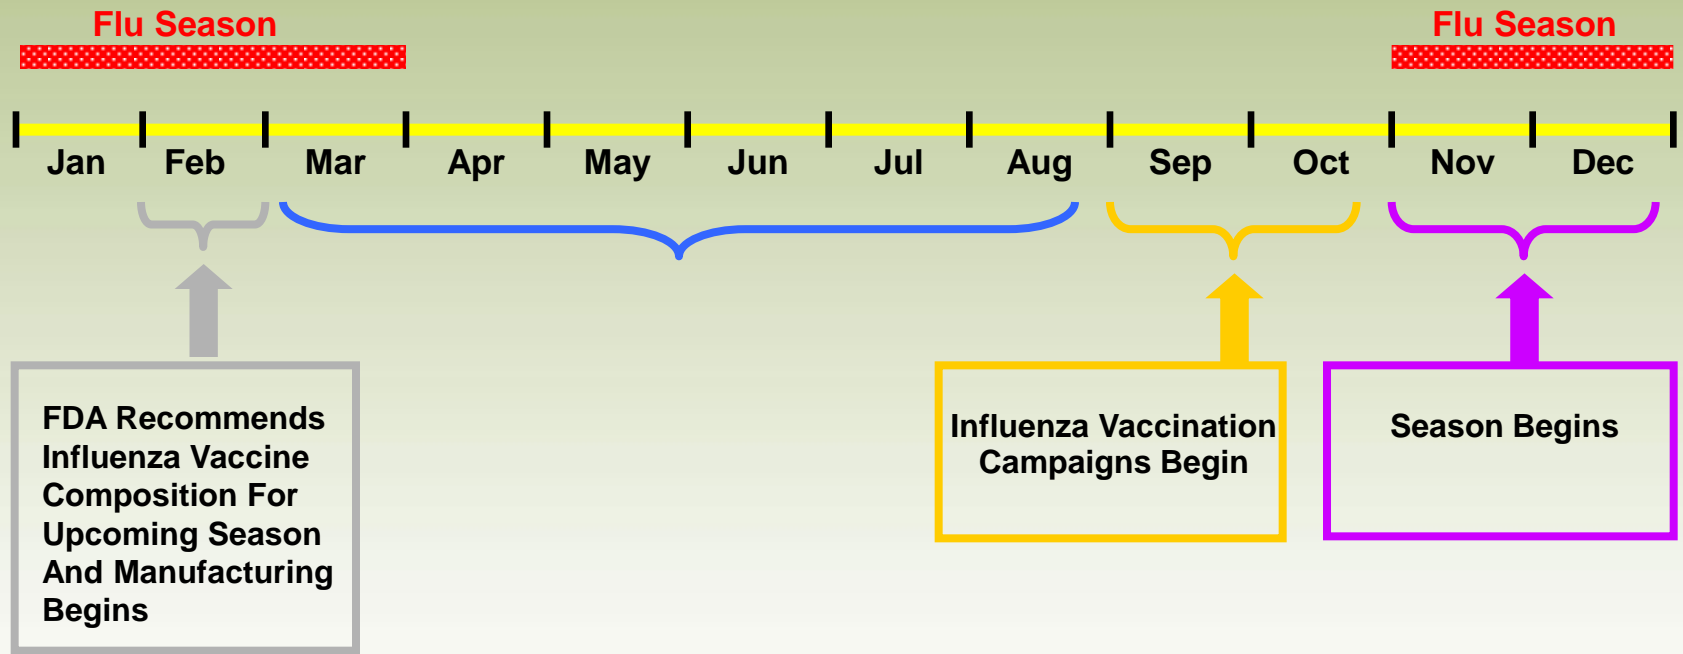 Flu Season
Flu Season
Jan
Feb
Mar
Apr
May
Jun
Jul
Aug
Sep
Oct
Nov
Dec
FDA Recommends
Influenza Vaccine
Composition For
Upcoming Season
And Manufacturing
Begins
Influenza Vaccination
Campaigns Begin
Season Begins